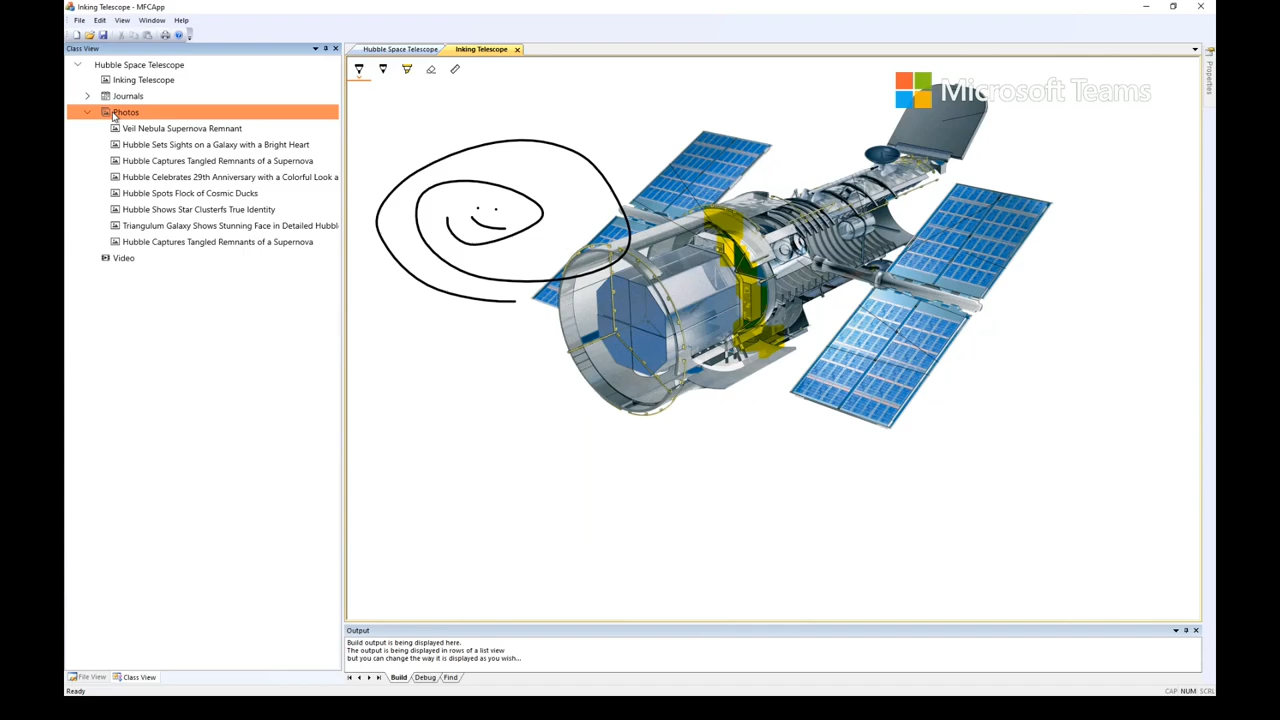 Inking Telescope - MFCApp
File Edit View Window Help
Class View
Hubble Space Telescope
Inking Telescope
Journals
Photos
Veil Nebula Supernova Remnant
Hubble Sets Sights on a Galaxy with a Bright Heart
Hubble Captures Tangled Remnants of a Supernova
Hubble Celebrates 29th Anniversary with a Colorful Look a
Hubble Spots Flock of Cosmic Ducks
Hubble Shows Star Clusterfs True Identity
Triangulum Galaxy Shows Stunning Face in Detailed Hubbl
Hubble Captures Tangled Remnants of a Supernova
Video
File View Class View
Hubble Space Telescope Inking Telescope
Microsoft Teams
Properties
Output
Build output is being displayed here.
The output is being displayed in rows of a list view
but you can change the way it is displayed as you wish...
Build Debug Find
Ready
CAP NUM SCRL